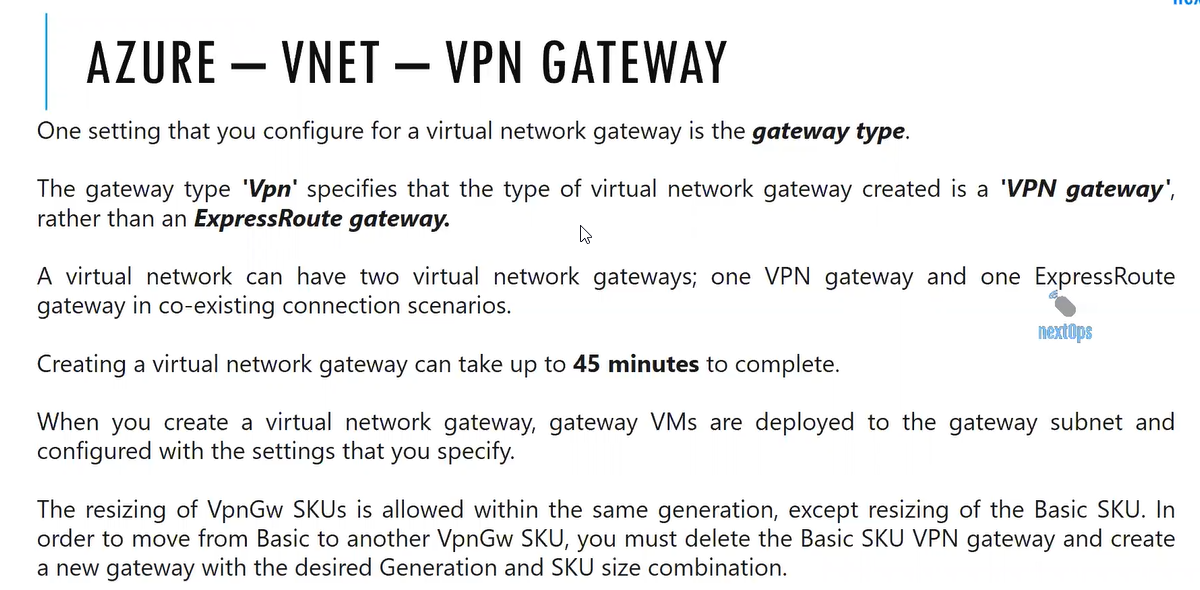 AZURE – VNET – VPN GATEWAY
One setting that you configure for a virtual network gateway is the gateway type.
The gateway type 'Vpn' specifies that the type of virtual network gateway created is a 'VPN gateway',
rather than an ExpressRoute gateway.
A virtual network can have two virtual network gateways; one VPN gateway and one ExpressRoute
gateway in co-existing connection scenarios.
nextOps
Creating a virtual network gateway can take up to 45 minutes to complete.
When you create a virtual network gateway, gateway VMs are deployed to the gateway subnet and
configured with the settings that you specify.
The resizing of VpnGw SKUs is allowed within the same generation, except resizing of the Basic SKU. In
order to move from Basic to another VpnGw SKU, you must delete the Basic SKU VPN gateway and create
a new gateway with the desired Generation and SKU size combination.